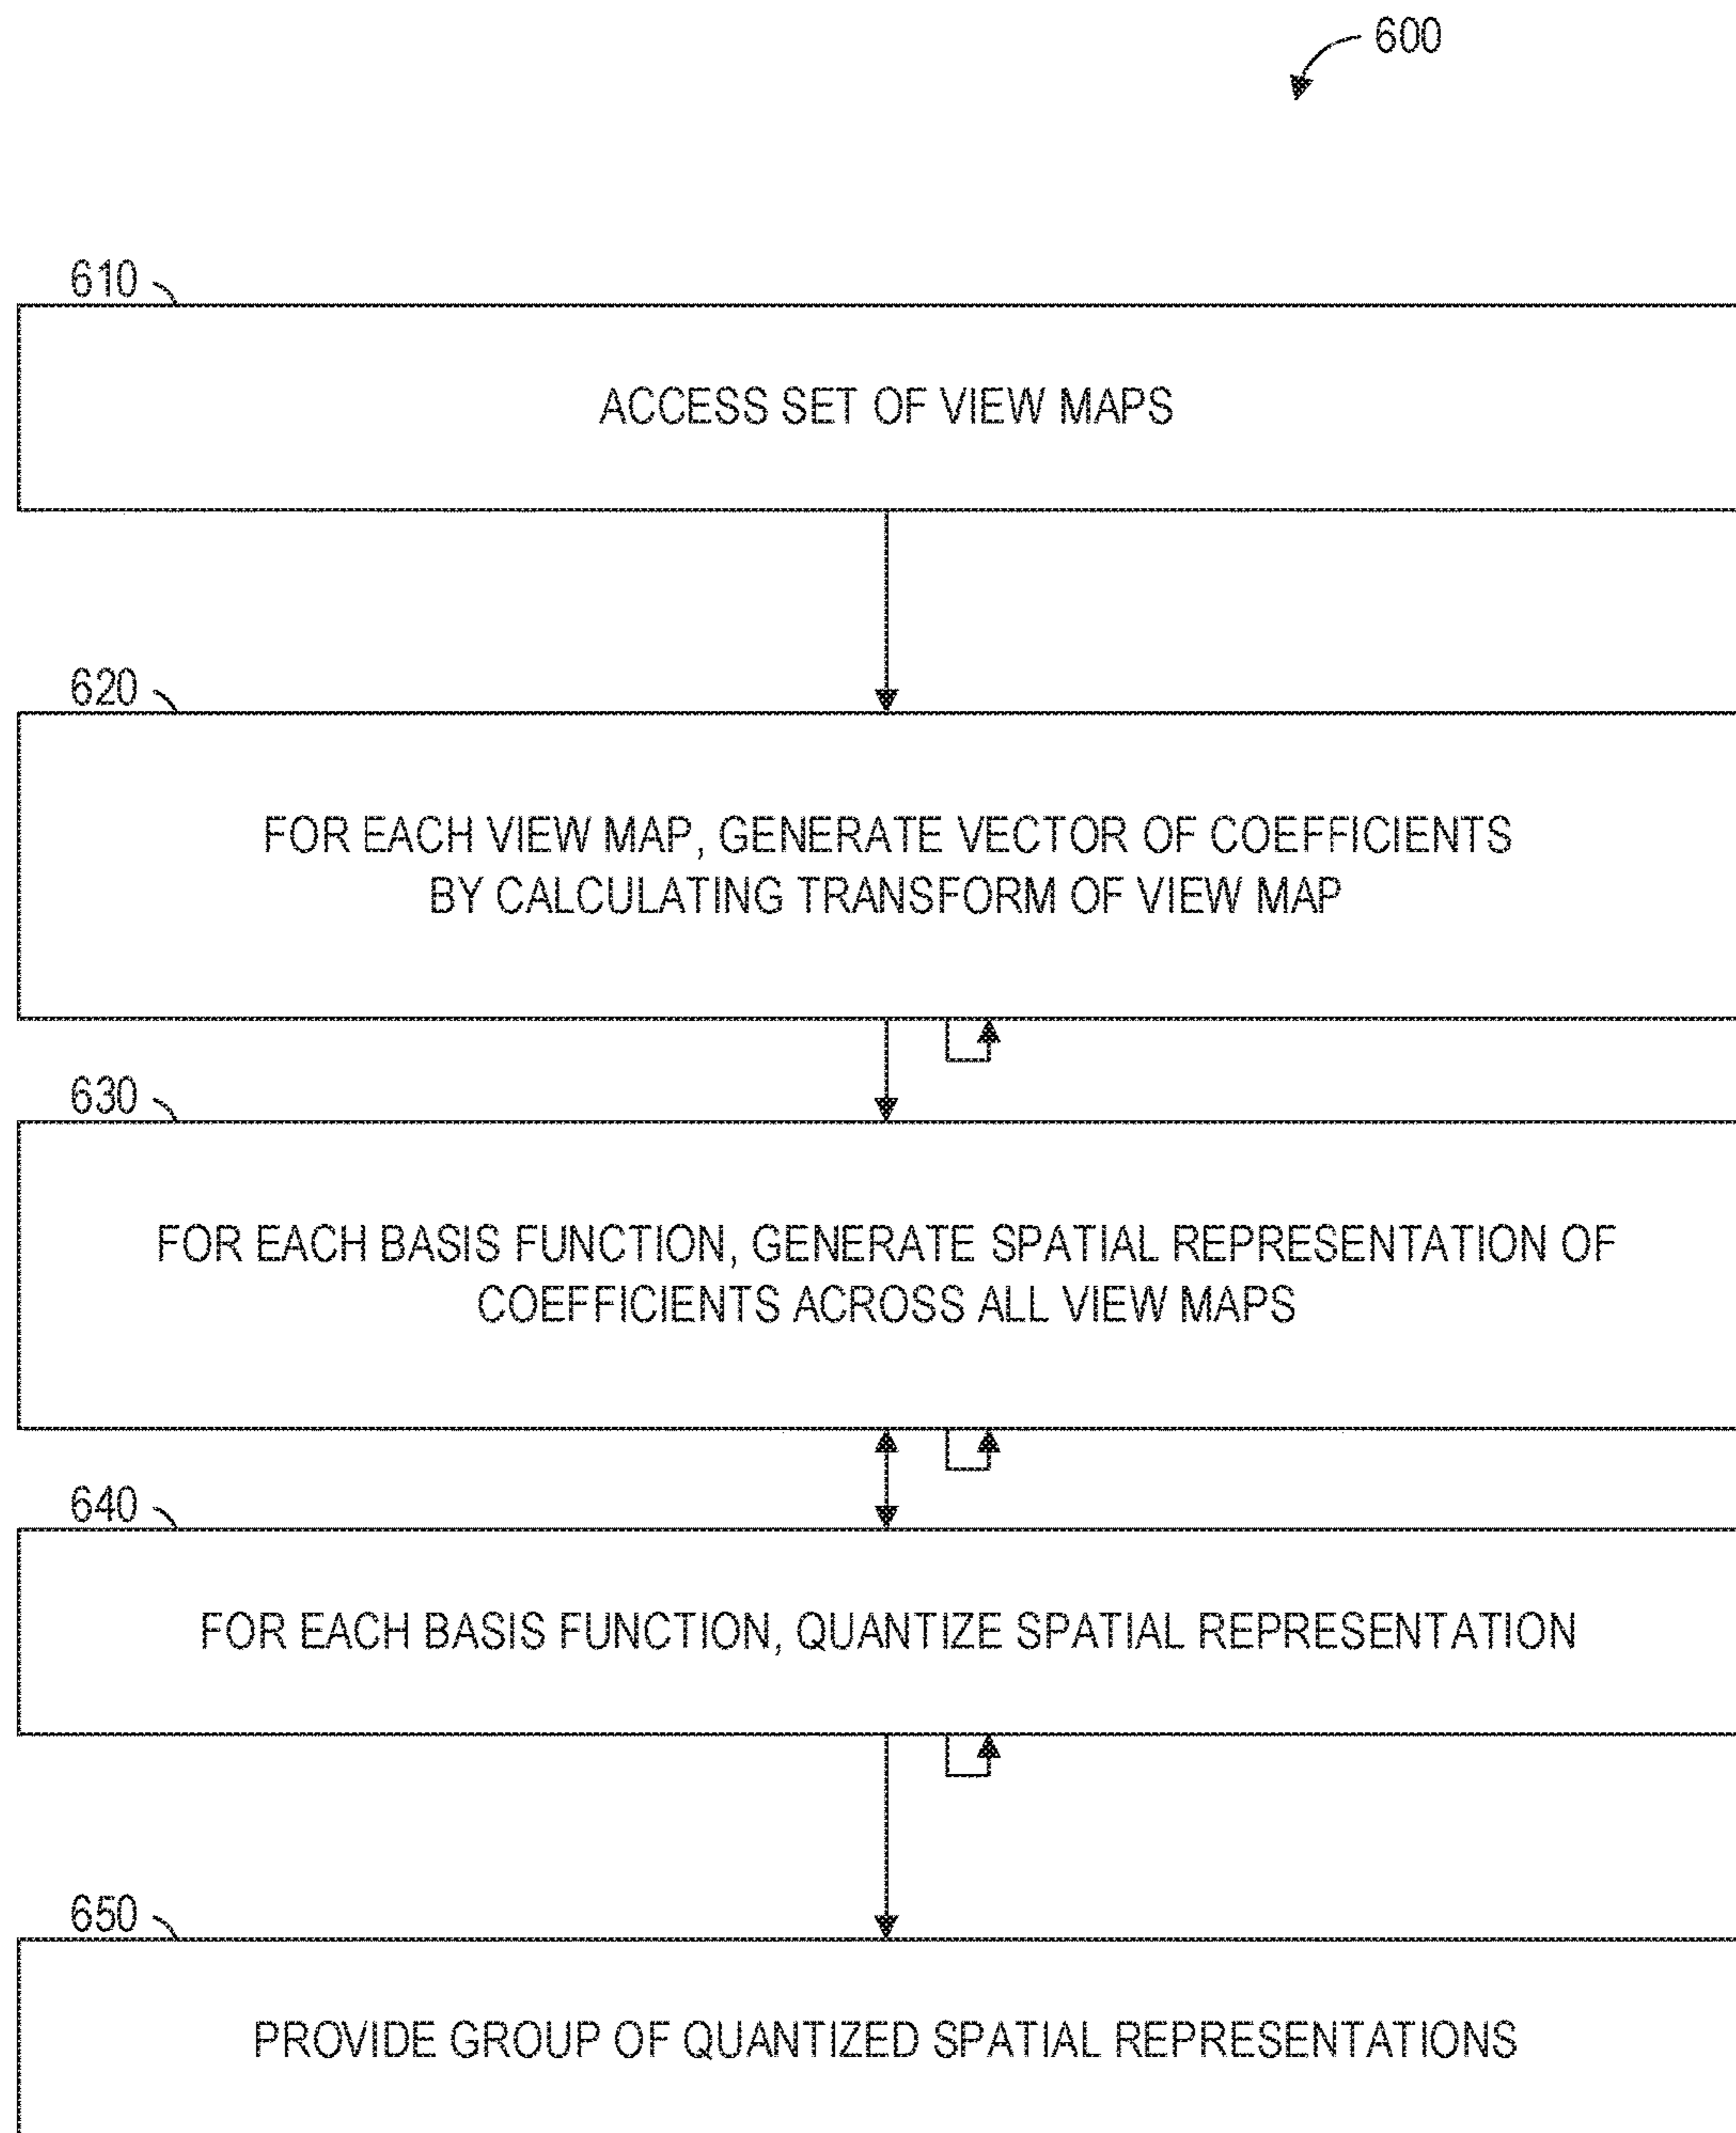 600
610
ACCESS SET OF VIEW MAPS
620
FOR EACH VIEW MAP, GENERATE VECTOR OF COEFFICIENTS
BY CALCULATING TRANSFORM OF VIEW MAP
630
FOR EACH BASIS FUNCTION, GENERATE SPATIAL REPRESENTATION OF
COEFFICIENTS ACROSS ALL VIEW MAPS
640
FOR EACH BASIS FUNCTION, QUANTIZE SPATIAL REPRESENTATION
650
PROVIDE GROUP OF QUANTIZED SPATIAL REPRESENTATIONS